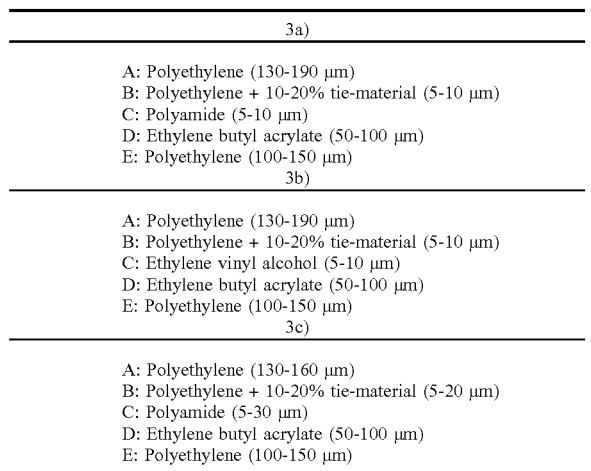 3a)
A: Polyethylene (130-190 μm)
B: Polyethylene + 10-20% tie-material (5-10 μm)
C: Polyamide (5-10 μm)
D: Ethylene butyl acrylate (50-100 μm)
E: Polyethylene (100-150 μm)
3b)
A: Polyethylene (130-190 μm)
B: Polyethylene + 10-20% tie-material (5-10 μm)
C: Ethylene vinyl alcohol (5-10 μm)
D: Ethylene butyl acrylate (50-100 μm)
E: Polyethylene (100-150 μm)
3c)
A: Polyethylene (130-160 μm)
B: Polyethylene + 10-20% tie-material (5-20 μm)
C: Polyamide (5-30 μm)
D: Ethylene butyl acrylate (50-100 μm)
E: Polyethylene (100-150 μm)